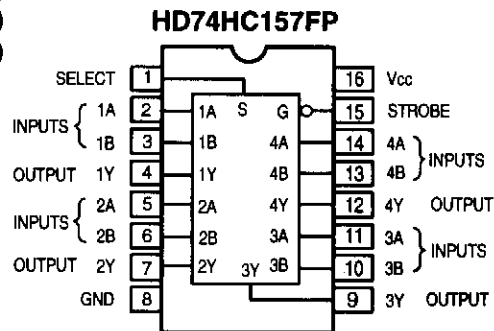 )
)
HD74HC157FP
SELECT 1 S G 16 Vcc
15 STROBE
INPUTS { 1A 2 1A 4A 14 4A } INPUTS
1B 3 1B 4B 13 4B
OUTPUT 1Y 4 1Y 4Y 12 4Y OUTPUT
INPUTS { 2A 5 2A 3A 11 3A } INPUTS
2B 6 2B 3B 10 3B
OUTPUT 2Y 7 2Y 3Y 9 3Y OUTPUT
GND 8